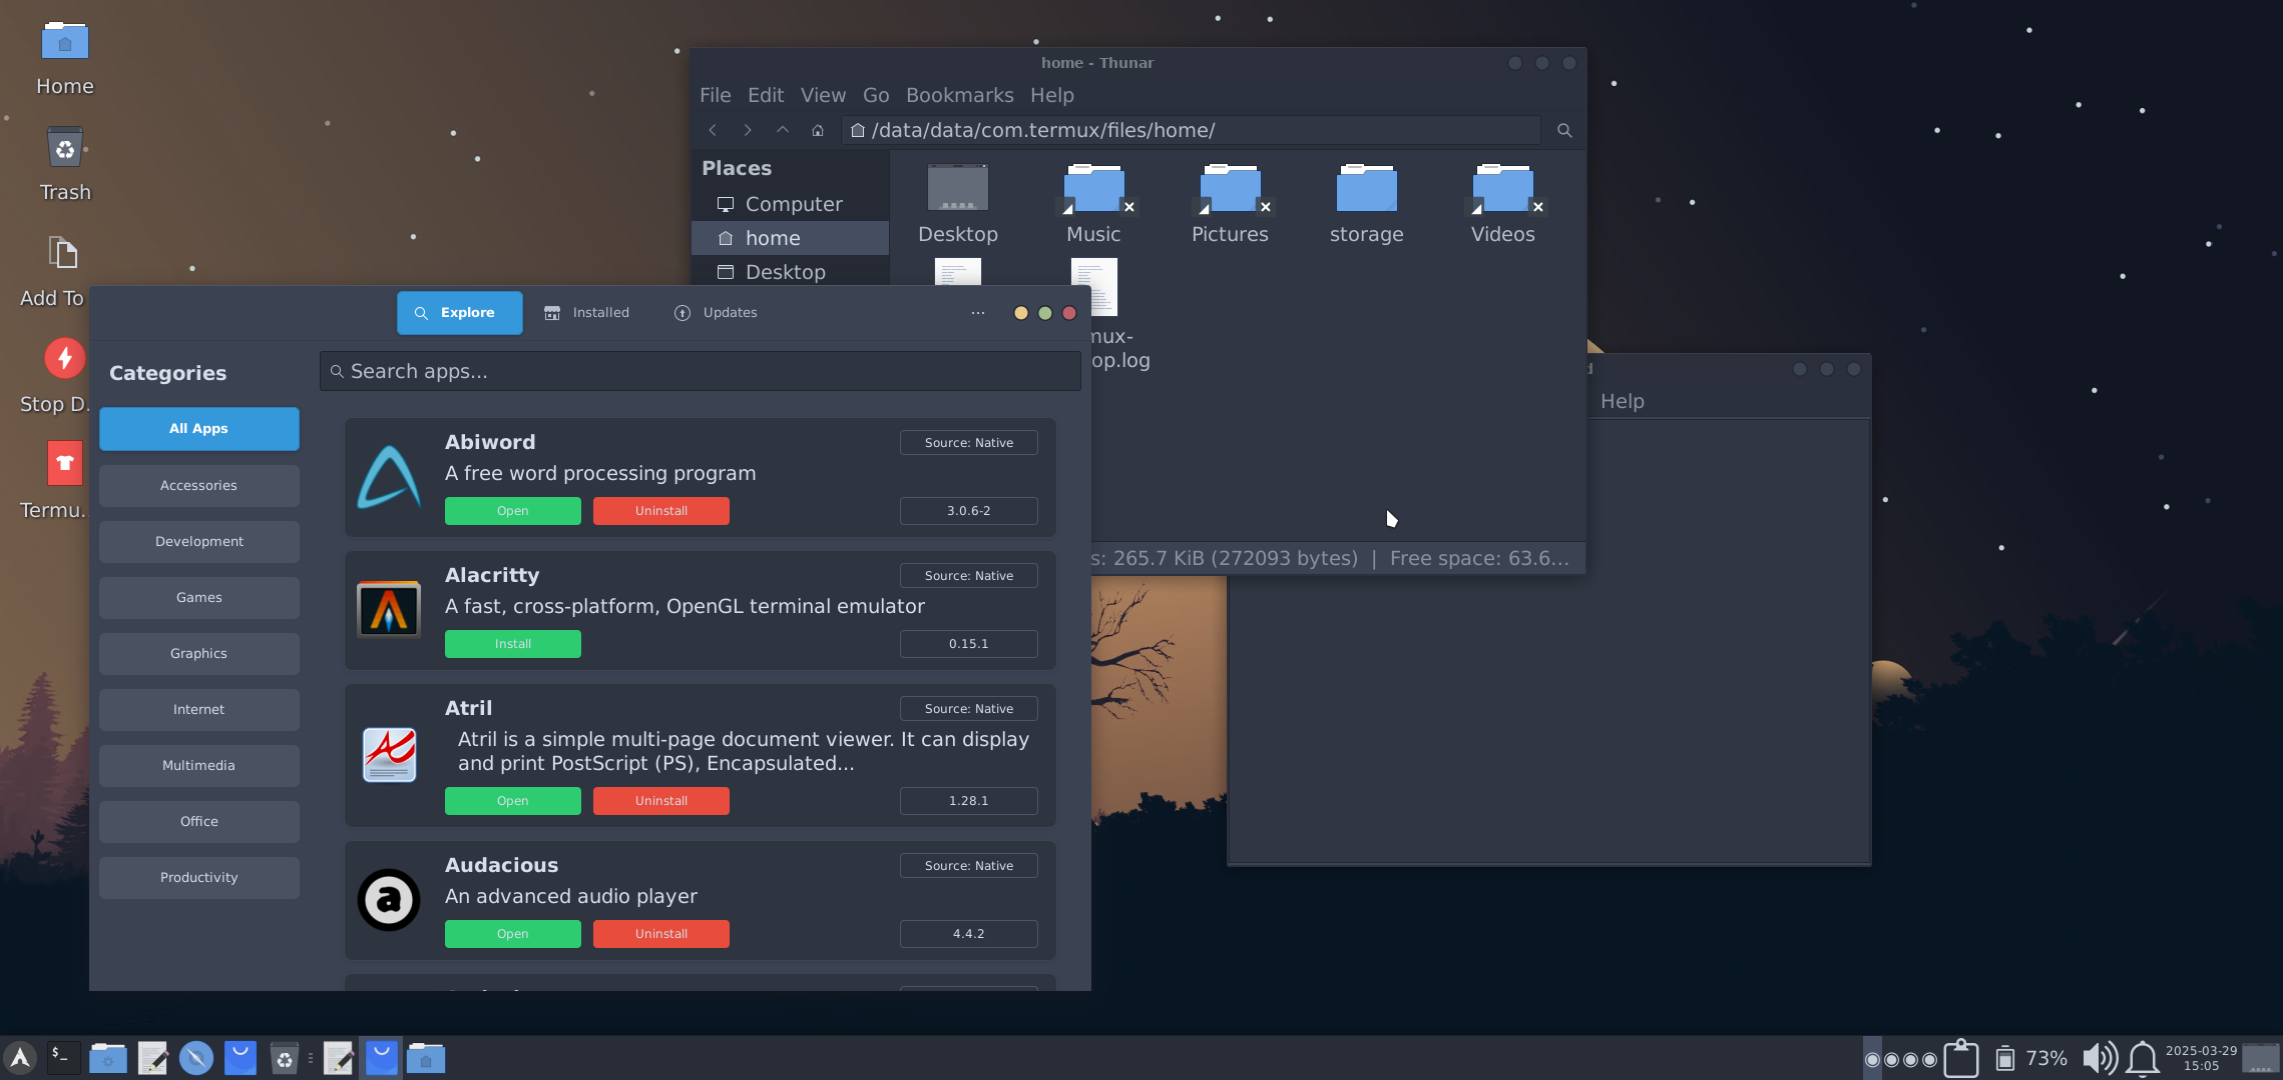 Home
Trash
Add To
Stop D...
Termu...
home - Thunar
File Edit View Go Bookmarks Help
/data/data/com.termux/files/home/
Places
Computer
home
Desktop
Desktop Music Pictures storage Videos
mux-
op.log
s: 265.7 KiB (272093 bytes) | Free space: 63.6...
d
Help
Explore Installed Updates ...
Categories
All Apps
Accessories
Development
Games
Graphics
Internet
Multimedia
Office
Productivity
Search apps...
Abiword Source: Native
A free word processing program
Open Uninstall 3.0.6-2
Alacritty Source: Native
A fast, cross-platform, OpenGL terminal emulator
Install 0.15.1
Atril Source: Native
Atril is a simple multi-page document viewer. It can display
and print PostScript (PS), Encapsulated...
Open Uninstall 1.28.1
Audacious Source: Native
An advanced audio player
Open Uninstall 4.4.2
$_
73%
2025-03-29
15:05